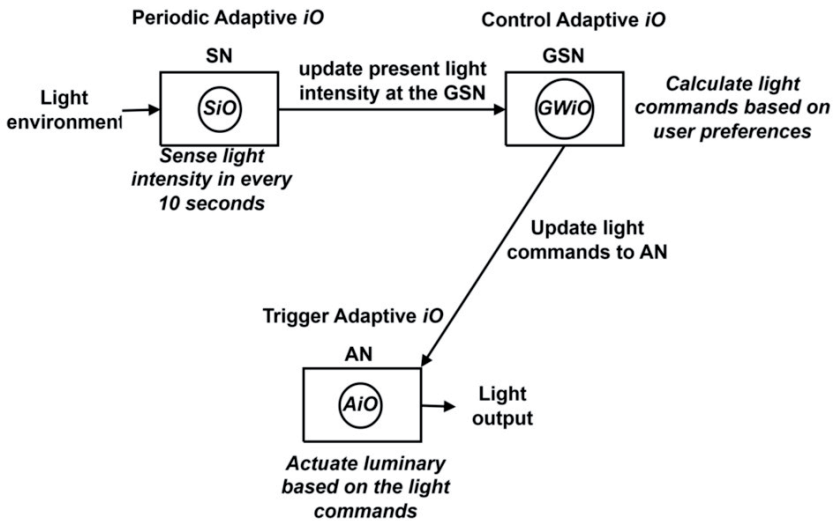 Periodic Adaptive iO
Control Adaptive iO
SN
GSN
Light
environment
SiO
update present light
intensity at the GSN
GWiO
Calculate light
commands based on
user preferences
Sense light
intensity in every
10 seconds
Update light
commands to AN
Trigger Adaptive iO
AN
AiO
Light
output
Actuate luminary
based on the light
commands